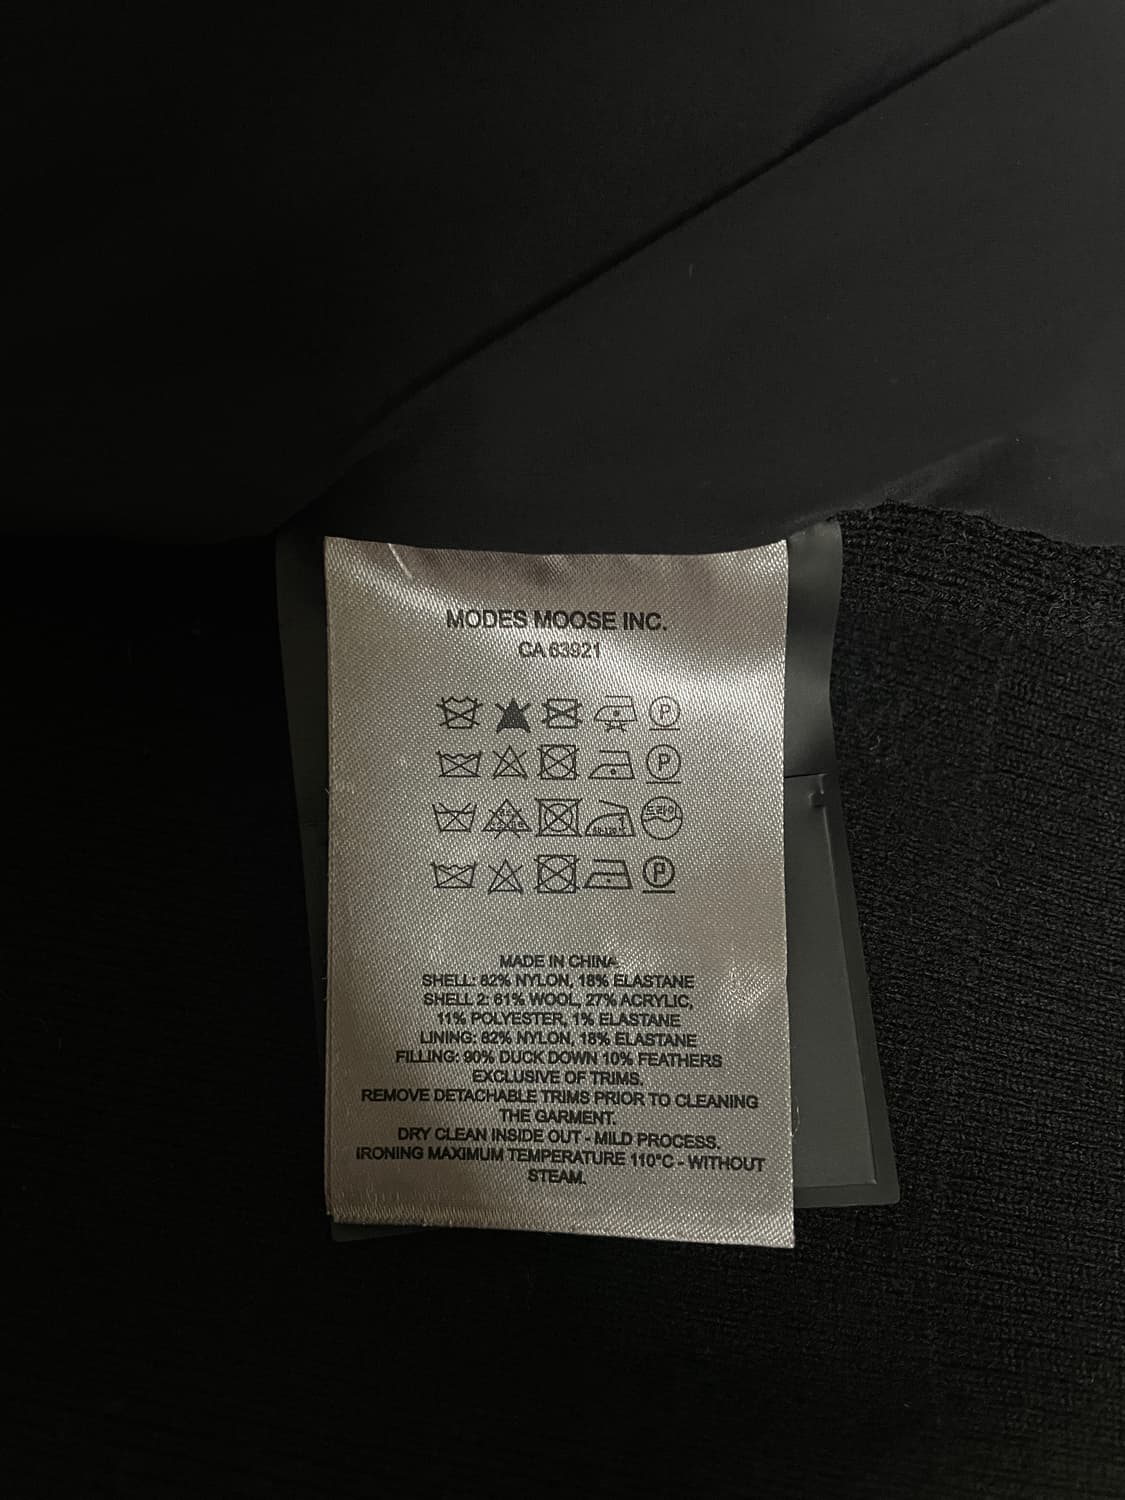 MODES MOOSE INC.
CA 63921
P
P
드라이
P
MADE IN CHINA
SHELL: 82% NYLON, 18% ELASTANE
SHELL 2: 61% WOOL, 27% ACRYLIC,
11% POLYESTER, 1% ELASTANE
LINING: 82% NYLON, 18% ELASTANE
FILLING: 90% DUCK DOWN 10% FEATHERS
EXCLUSIVE OF TRIMS.
REMOVE DETACHABLE TRIMS PRIOR TO CLEANING
THE GARMENT.
DRY CLEAN INSIDE OUT - MILD PROCESS.
IRONING MAXIMUM TEMPERATURE 110°C - WITHOUT
STEAM.